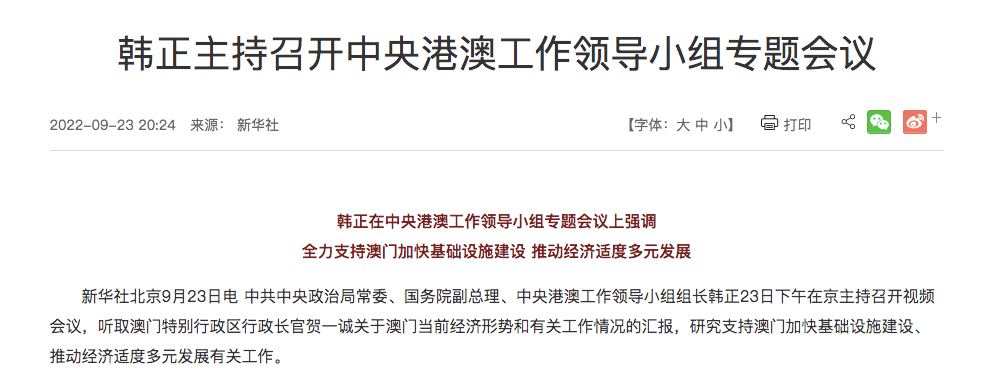 韩正主持召开中央港澳工作领导小组专题会议
2022-09-23 20:24 来源： 新华社 【字体：大 中 小】 打印
韩正在中央港澳工作领导小组专题会议上强调
全力支持澳门加快基础设施建设 推动经济适度多元发展
新华社北京9月23日电 中共中央政治局常委、国务院副总理、中央港澳工作领导小组组长韩正23日下午在京主持召开视频
会议，听取澳门特别行政区行政长官贺一诚关于澳门当前经济形势和有关工作情况的汇报，研究支持澳门加快基础设施建设、
推动经济适度多元发展有关工作。